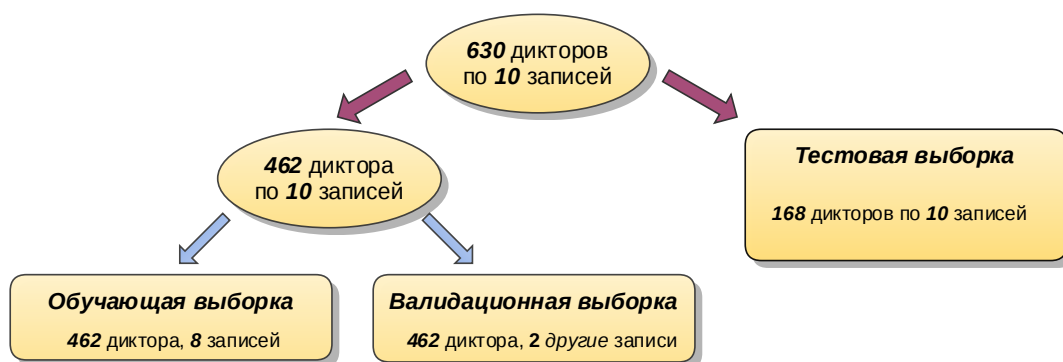 630 дикторов
по 10 записей
462 диктора
по 10 записей
Тестовая выборка
168 дикторов по 10 записей
Обучающая выборка
462 диктора, 8 записей
Валидационная выборка
462 диктора, 2 другие записи